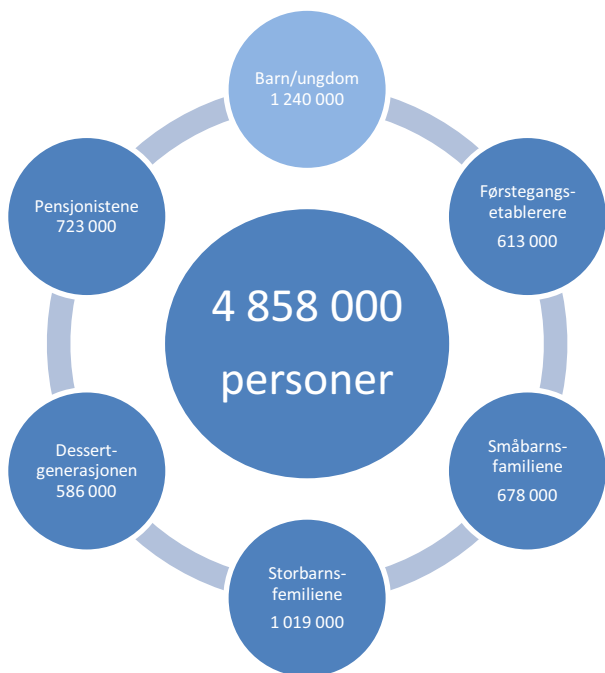 Barn/ungdom
1 240 000
Førstegangs-
etablerere
613 000
Småbarns-
familiene
678 000
Storbarns-
femiliene
1 019 000
Dessert-
generasjonen
586 000
Pensjonistene
723 000
4 858 000
personer